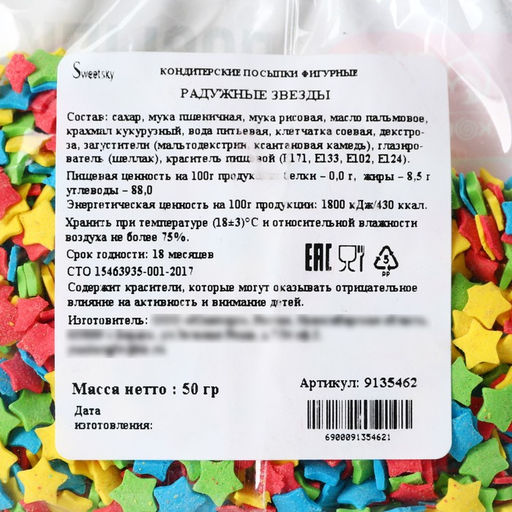 Sweetsky
КОНДИТЕРСКИЕ ПОСЫПКИ ФИГУРНЫЕ
РАДУЖНЫЕ ЗВЕЗДЫ
Состав: сахар, мука пшеничная, мука рисовая, масло пальмовое,
крахмал кукурузный, вода питьевая, клетчатка соевая, декстро-
за, загустители (мальтодекстрин, ксантановая камедь), глазиро-
ватель (шеллак), краситель пищевой (Е171, Е133, Е102, Е124).
Пищевая ценность на 100г продукции: белки – 0,0 г, жиры – 8,5 г
углеводы – 88,0
Энергетическая ценность на 100г продукции: 1800 кДж/430 ккал.
Хранить при температуре (18±3)°С и относительной влажности
воздуха не более 75%.
Срок годности: 18 месяцев
СТО 15463935-001-2017
EAC
5
PP
Содержит красители, которые могут оказывать отрицательное
влияние на активность и внимание детей.
Изготовитель:
Масса нетто : 50 гр
Артикул: 9135462
Дата
изготовления:
6900091354621